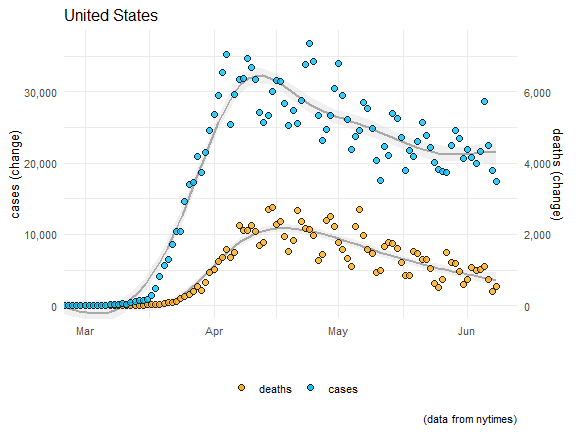 United States
cases (change)
30,000
20,000
10,000
0
6,000
4,000
2,000
0
deaths (change)
Mar Apr May Jun
deaths cases
(data from nytimes)